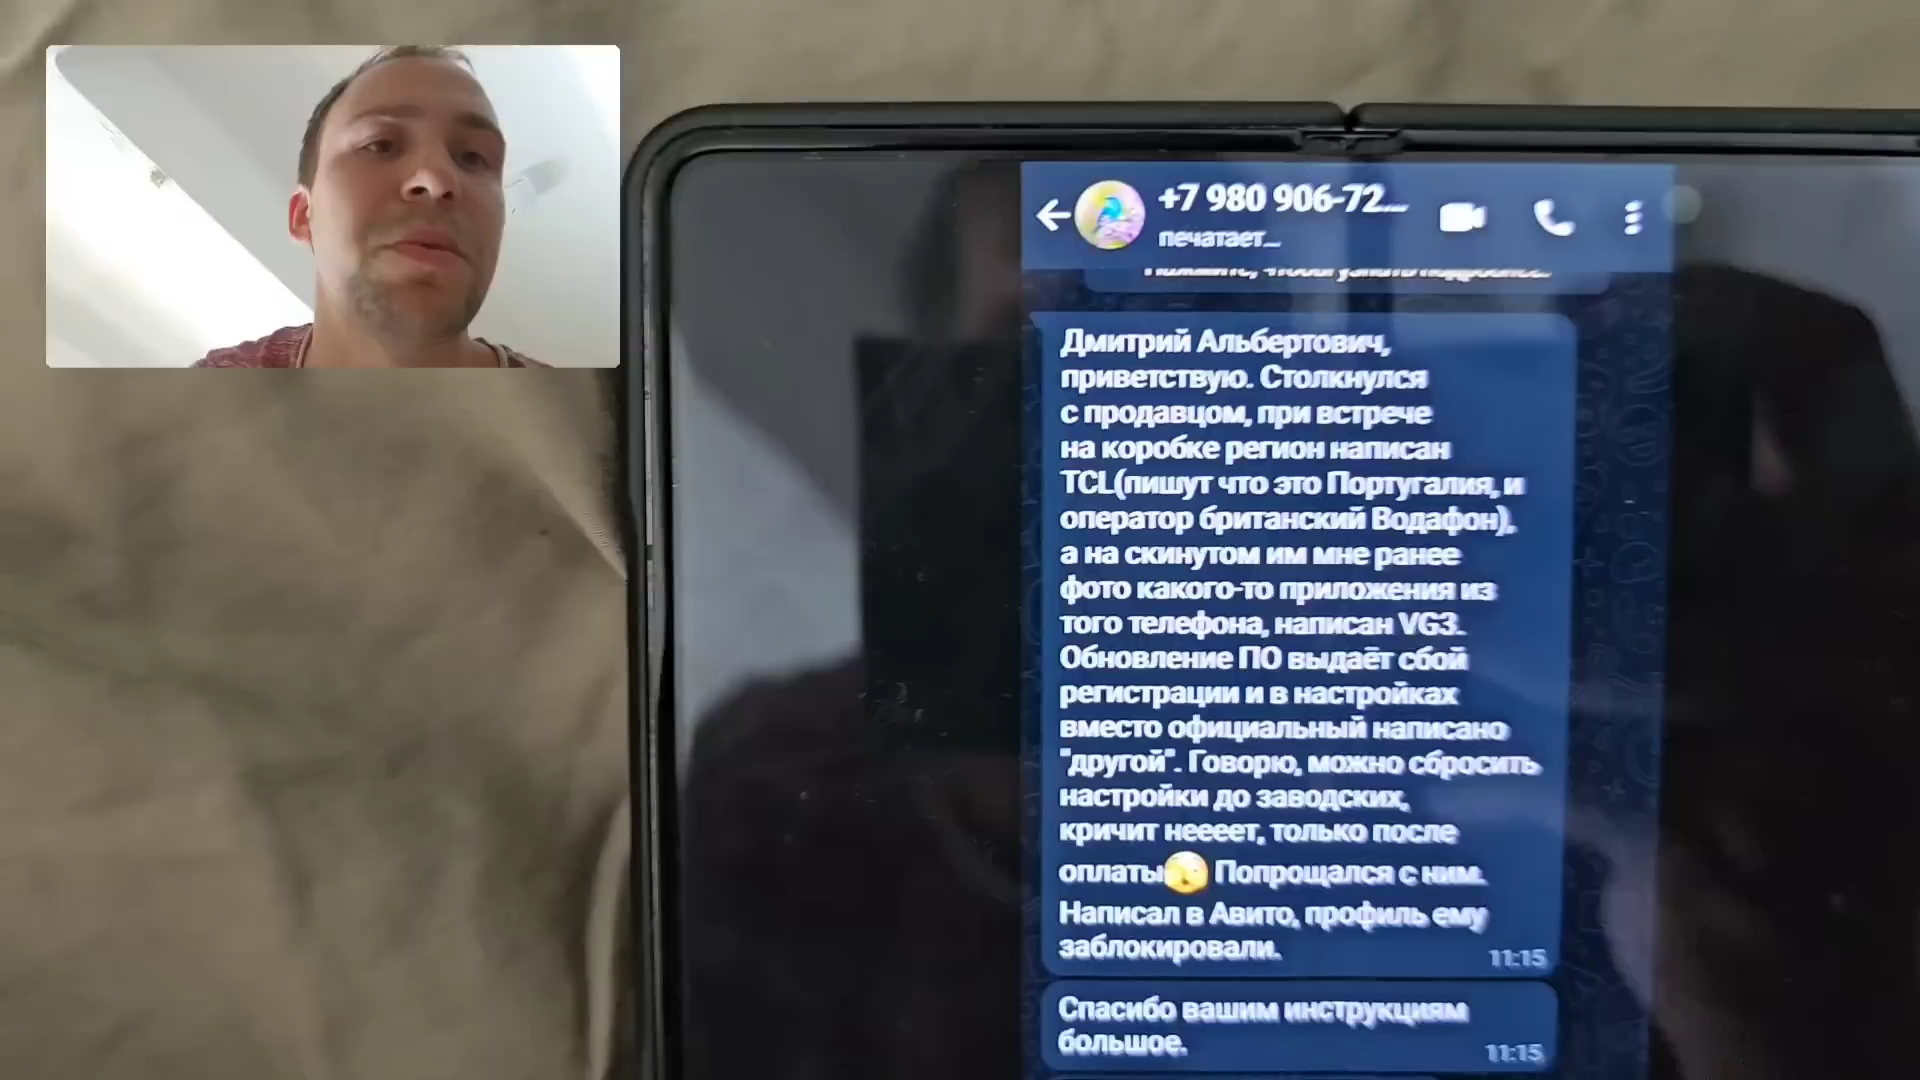 +7 980 906-72...
печатает...
Дмитрий Альбертович,
приветствую. Столкнулся
с продавцом, при встрече
на коробке регион написан
TCL(пишут что это Португалия, и
оператор британский Водафон),
а на скинутом им мне ранее
фото какого-то приложения из
того телефона, написан VG3.
Обновление ПО выдаёт сбой
регистрации и в настройках
вместо официальный написано
"другой". Говорю, можно сбросить
настройки до заводских,
кричит неееет, только после
оплаты Попрощался с ним.
Написал в Авито, профиль ему
заблокировали.
11:15
Спасибо вашим инструкциям
большое.
11:15